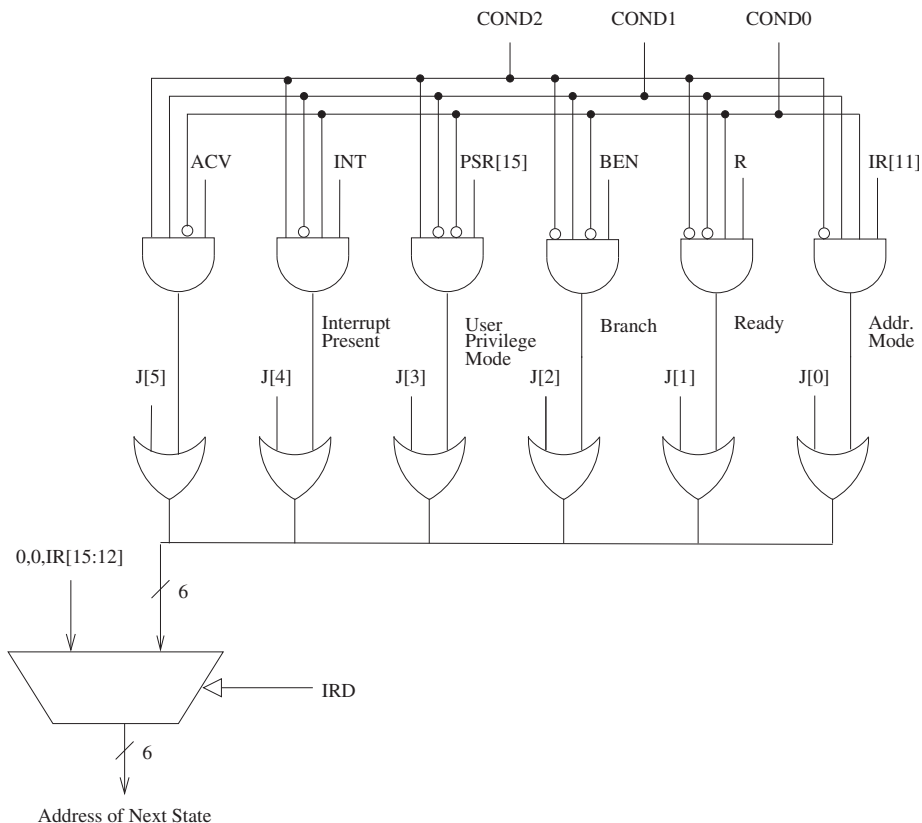 COND2 COND1 COND0
ACV INT PSR[15] BEN R IR[11]
Interrupt
Present
User
Privilege
Mode
Branch
Ready
Addr.
Mode
J[5] J[4] J[3] J[2] J[1] J[0]
0,0,IR[15:12]
6
IRD
6
Address of Next State